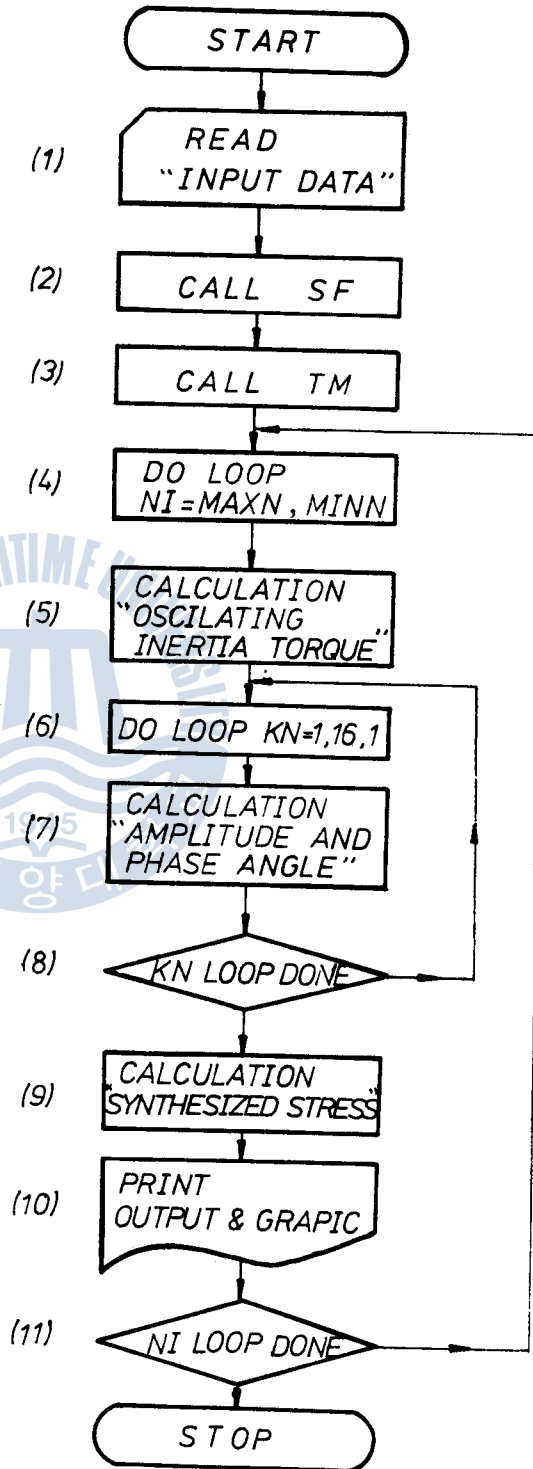 START
(1)
READ
"INPUT DATA"
(2)
CALL SF
(3)
CALL TM
(4)
DO LOOP
NI=MAXN, MINN
(5)
CALCULATION
"OSCILATING
INERTIA TORQUE"
(6)
DO LOOP KN=1,16,1
(7)
CALCULATION
"AMPLITUDE AND
PHASE ANGLE"
(8)
KN LOOP DONE
(9)
CALCULATION
"SYNTHESIZED STRESS"
(10)
PRINT
OUTPUT & GRAPIC
(11)
NI LOOP DONE
STOP
1945